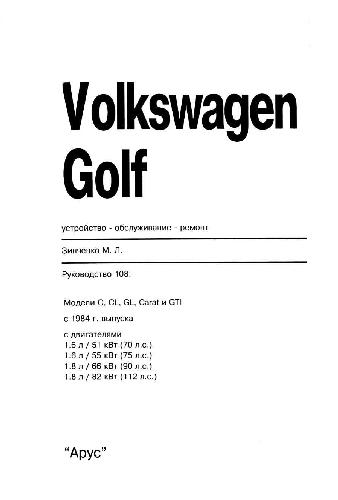 Volkswagen
Golf
устройство - обслуживание - ремонт
Зинченко М. Л.
Руководство 108.
Модели C, CL, GL, Carat и GTI
с 1984 г. выпуска
с двигателями
1.6 л / 51 кВт (70 л.с.)
1.6 л / 55 кВт (75 л.с.)
1.8 л / 66 кВт (90 л.с.)
1.8 л / 82 кВт (112 л.с.)
"Арус"